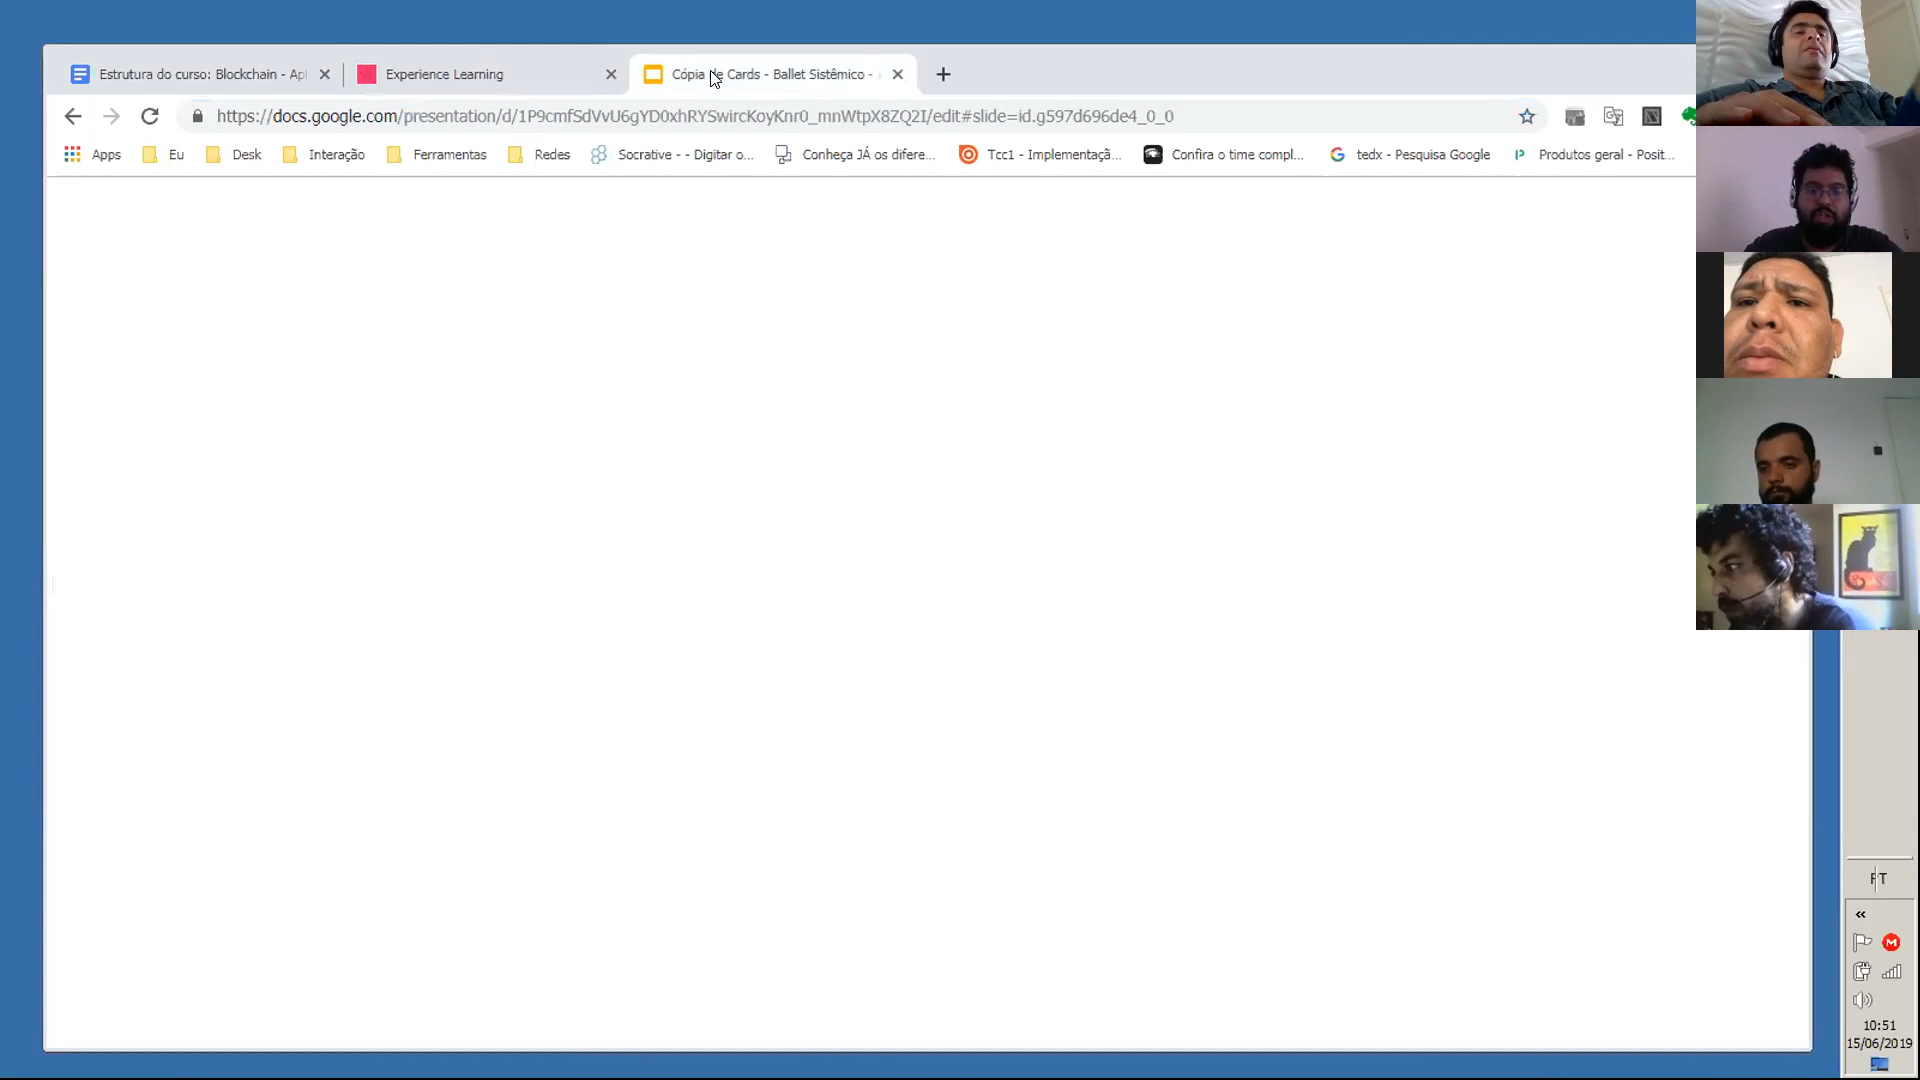 Estrutura do curso: Blockchain - Apl
Experience Learning
Cópia de Cards - Ballet Sistêmico -
https://docs.google.com/presentation/d/1P9cmfSdVvU6gYD0xhRYSwircKoyKnr0_mnWtpX8ZQ2I/edit#slide=id.g597d696de4_0_0
Apps Eu Desk Interação Ferramentas Redes Socrative - - Digitar o... Conheça JÁ os difere... Tcc1 - Implementaçã... Confira o time compl... tedx - Pesquisa Google Produtos geral - Posit...
PT
10:51
15/06/2019